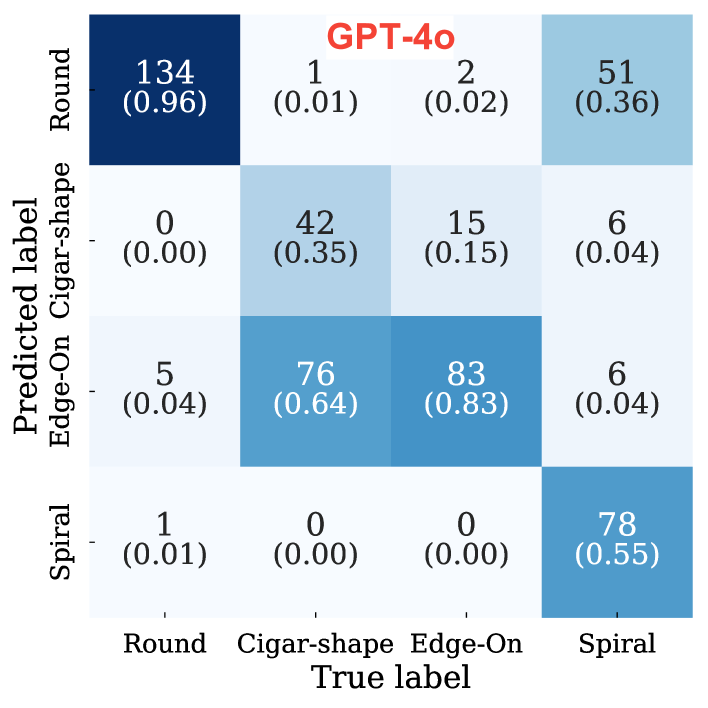 GPT-4o
Predicted label
Round
134 1 2 51
(0.96) (0.01) (0.02) (0.36)
Cigar-shape
0 42 15 6
(0.00) (0.35) (0.15) (0.04)
Edge-On
5 76 83 6
(0.04) (0.64) (0.83) (0.04)
Spiral
1 0 0 78
(0.01) (0.00) (0.00) (0.55)
Round Cigar-shape Edge-On Spiral
True label